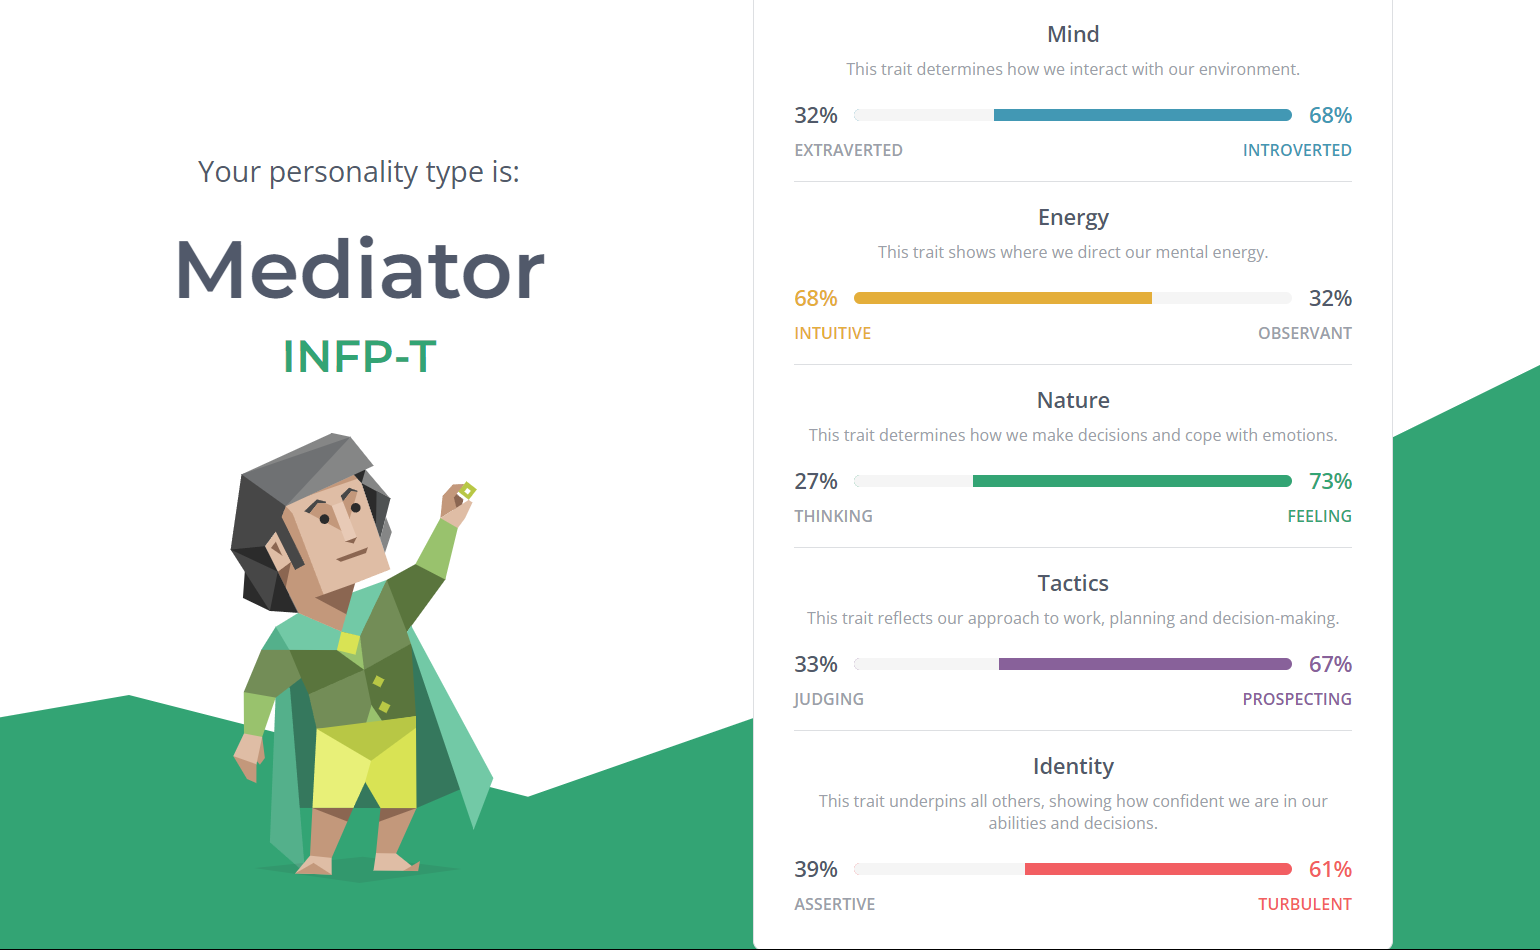 Your personality type is:
Mediator
INFP-T
Mind
This trait determines how we interact with our environment.
32% 68%
EXTRAVERTED INTROVERTED
Energy
This trait shows where we direct our mental energy.
68% 32%
INTUITIVE OBSERVANT
Nature
This trait determines how we make decisions and cope with emotions.
27% 73%
THINKING FEELING
Tactics
This trait reflects our approach to work, planning and decision-making.
33% 67%
JUDGING PROSPECTING
Identity
This trait underpins all others, showing how confident we are in our
abilities and decisions.
39% 61%
ASSERTIVE TURBULENT